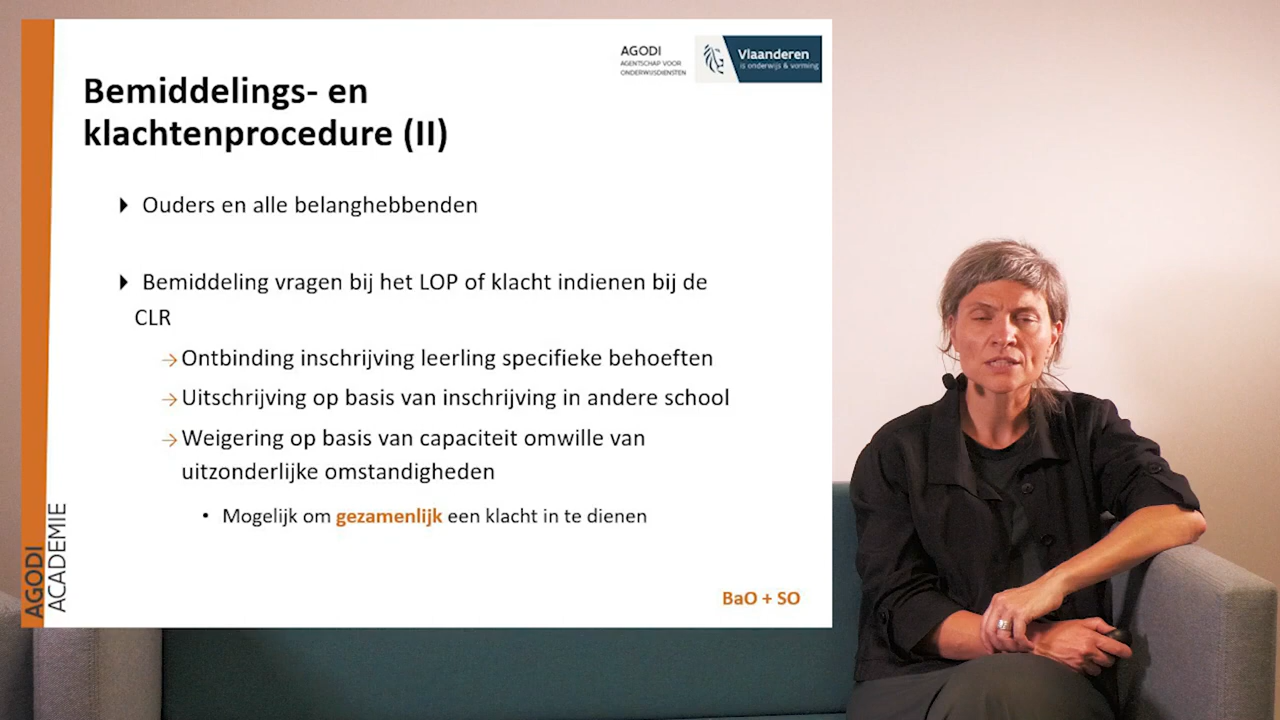 AGODI
AGENTSCHAP VOOR
ONDERWIJSDIENSTEN
Vlaanderen
is onderwijs & vorming
Bemiddelings- en
klachtenprocedure (II)
Ouders en alle belanghebbenden
Bemiddeling vragen bij het LOP of klacht indienen bij de
CLR
→Ontbinding inschrijving leerling specifieke behoeften
→Uitschrijving op basis van inschrijving in andere school
→Weigering op basis van capaciteit omwille van
uitzonderlijke omstandigheden
• Mogelijk om gezamenlijk een klacht in te dienen
BaO + SO
AGODI
ACADEMIE